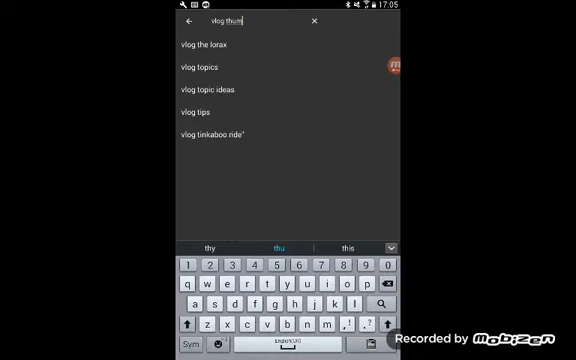 17:05
vlog thum
vlog the lorax
vlog topics
vlog topic ideas
vlog tips
vlog tinkaboo ride"
thy thu this
1 2 3 4 5 6 7 8 9 0
q w e r t y u i o p
a s d f g h j k l
z x c v b n m ,! .?
Sym English(UK)
Recorded by mobizen